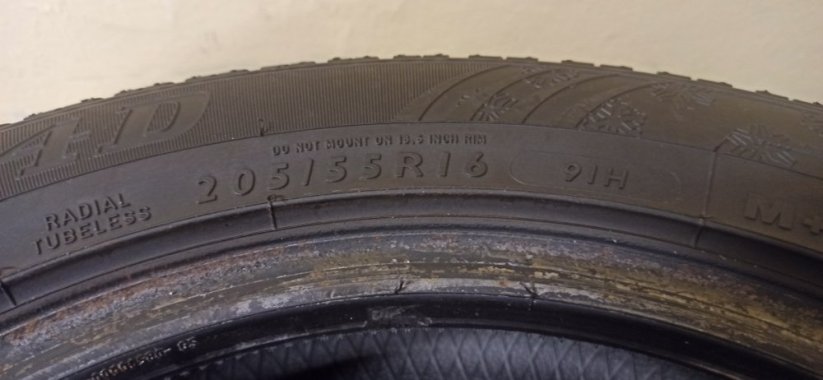 4D
DO NOT MOUNT ON 16,5 INCH RIM
205/55R16 91H
RADIAL
TUBELESS
M+